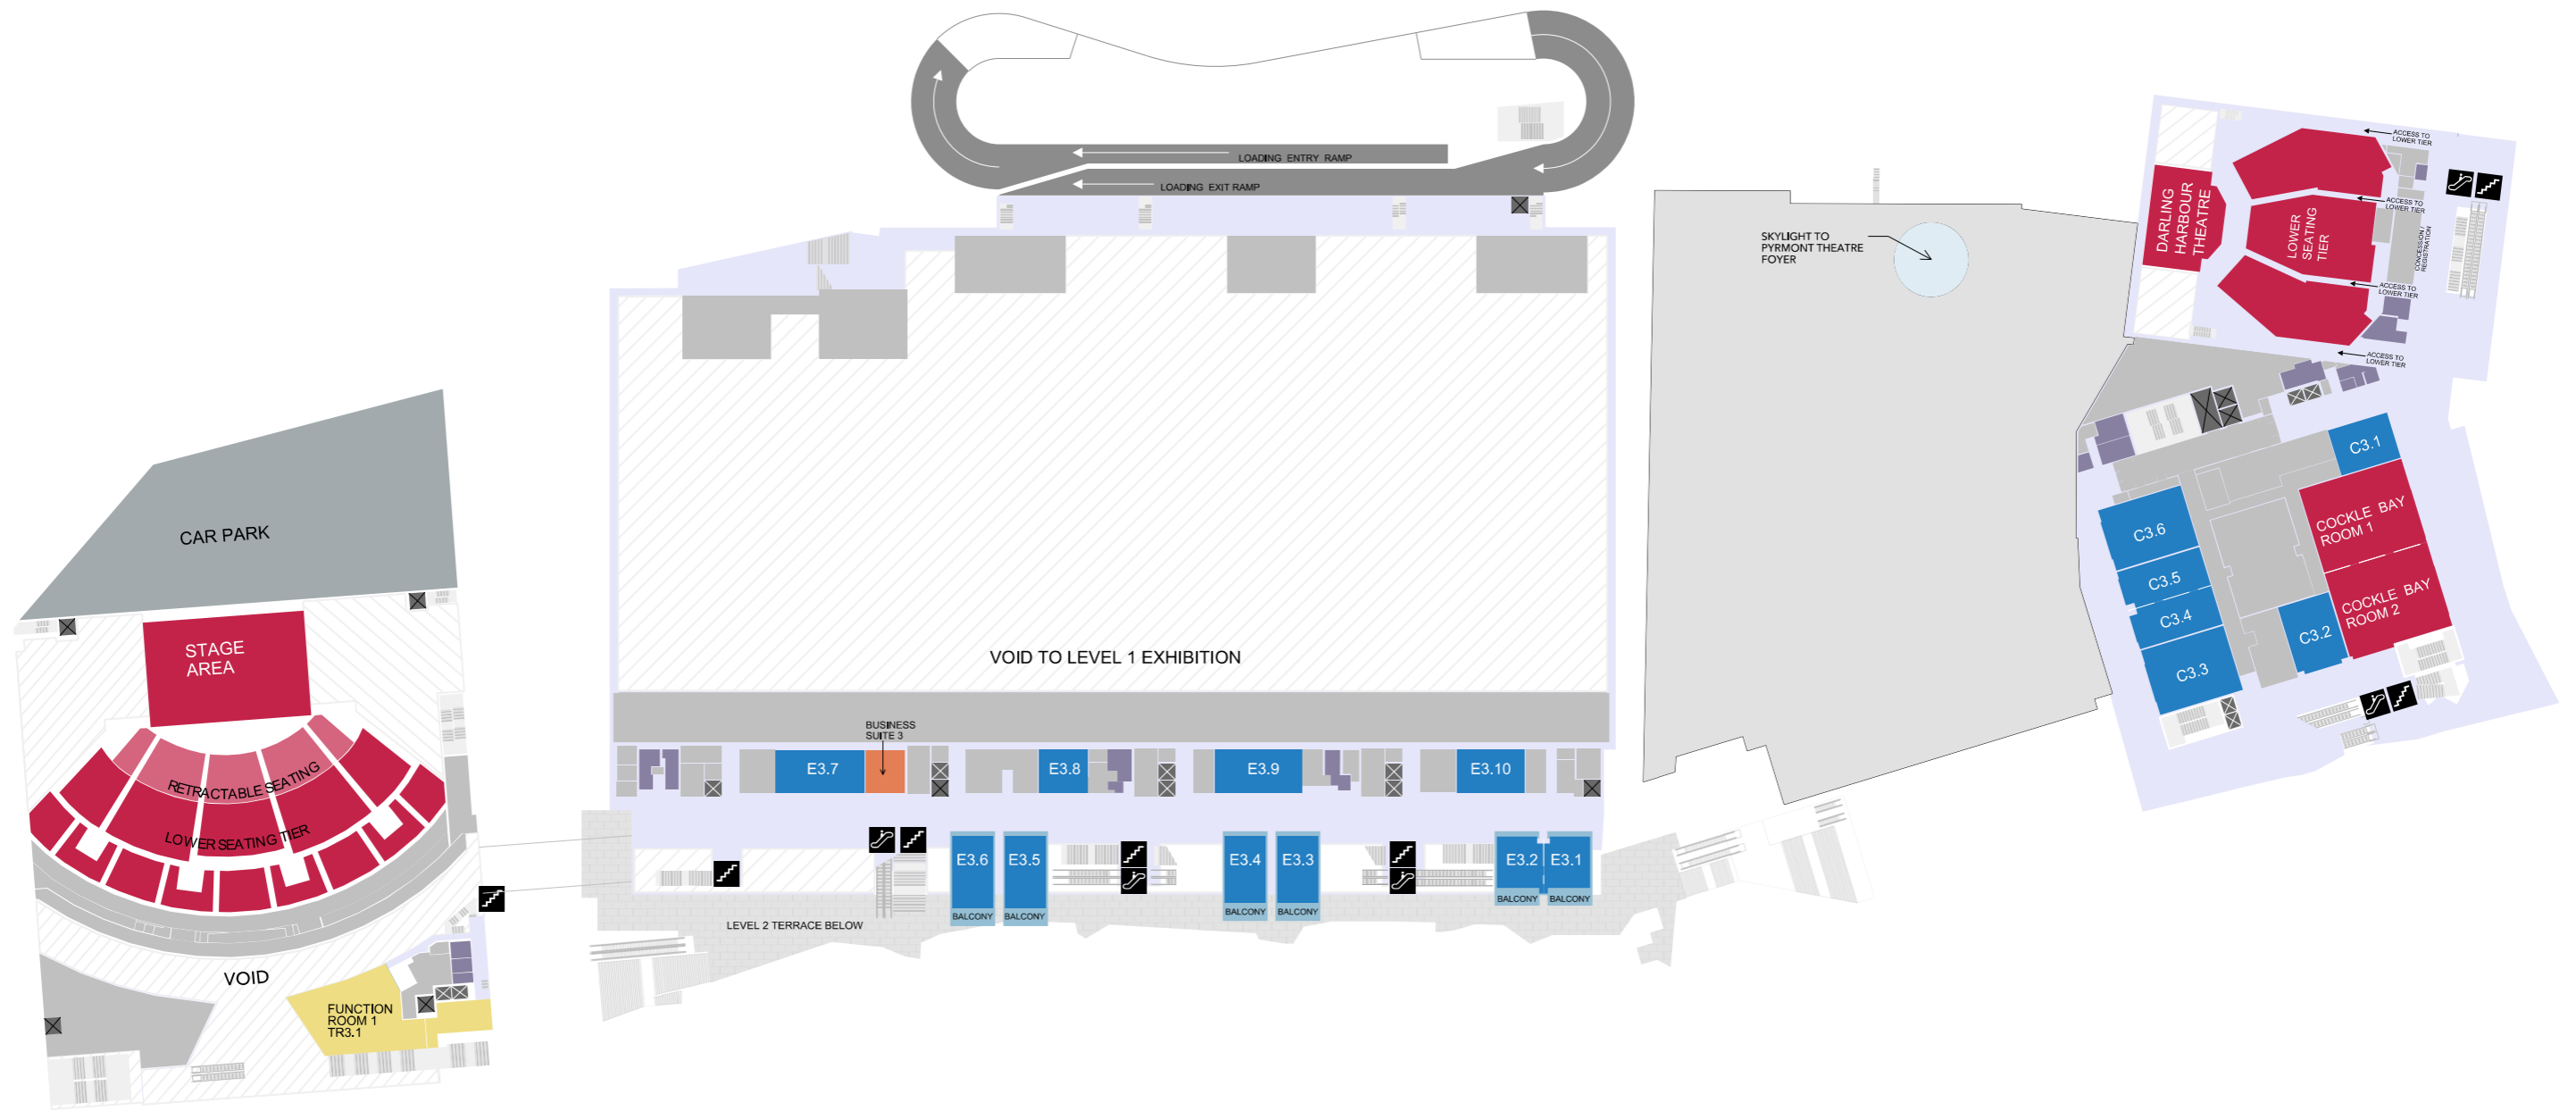 LOADING ENTRY RAMP
LOADING EXIT RAMP
SKYLIGHT TO
PYRMONT THEATRE
FOYER
ACCESS TO
LOWER TIER
DARLING
HARBOUR
THEATRE
LOWER
SEATING
TIER
ACCESS TO
LOWER TIER
CONCESSION /
REGISTRATION
ACCESS TO
LOWER TIER
ACCESS TO
LOWER TIER
C3.1
COCKLE BAY
ROOM 1
COCKLE BAY
ROOM 2
C3.6
C3.5
C3.4
C3.3
C3.2
CAR PARK
STAGE
AREA
RETRACTABLE SEATING
LOWER SEATING TIER
VOID
FUNCTION
ROOM 1
TR3.1
VOID TO LEVEL 1 EXHIBITION
BUSINESS
SUITE 3
E3.7
E3.8
E3.9
E3.10
E3.6
E3.5
E3.4
E3.3
E3.2
E3.1
BALCONY
BALCONY
BALCONY
BALCONY
BALCONY
BALCONY
LEVEL 2 TERRACE BELOW